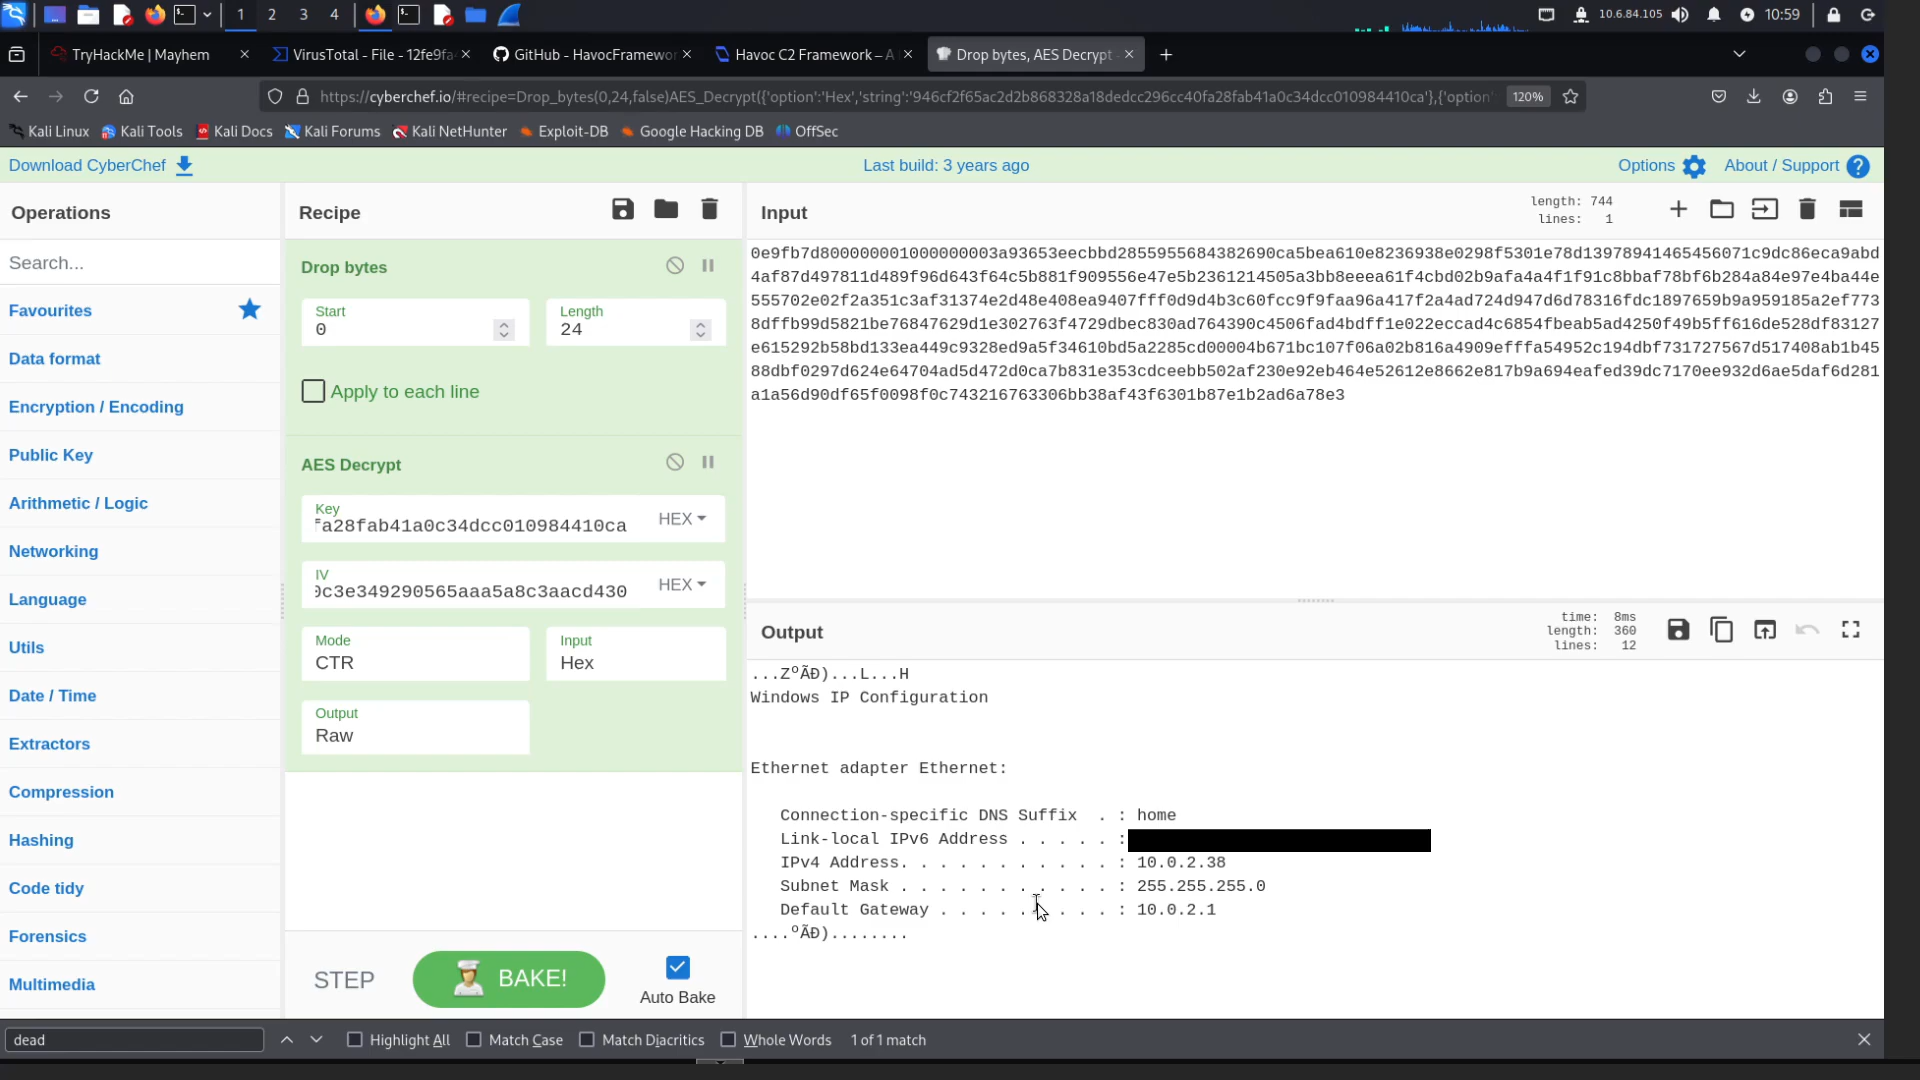 1 2 3 4
10.6.84.105 10:59
TryHackMe | Mayhem
VirusTotal - File - 12fe9fa
GitHub - HavocFramewor
Havoc C2 Framework – A
Drop bytes, AES Decrypt -
https://cyberchef.io/#recipe=Drop_bytes(0,24,false)AES_Decrypt({'option':'Hex','string':'946cf2f65ac2d2b868328a18dedcc296cc40fa28fab41a0c34dcc010984410ca'},{'option'
120%
Kali Linux Kali Tools Kali Docs Kali Forums Kali NetHunter Exploit-DB Google Hacking DB OffSec
Download CyberChef
Last build: 3 years ago
Options
About / Support
Operations
Search...
Favourites
Data format
Encryption / Encoding
Public Key
Arithmetic / Logic
Networking
Language
Utils
Date / Time
Extractors
Compression
Hashing
Code tidy
Forensics
Multimedia
Recipe
Drop bytes
Start
0
Length
24
Apply to each line
AES Decrypt
Key
fa28fab41a0c34dcc010984410ca
HEX
IV
0c3e349290565aaa5a8c3aacd430
HEX
Mode
CTR
Input
Hex
Output
Raw
STEP
BAKE!
Auto Bake
Input
length: 744
lines: 1
0e9fb7d800000001000000003a93653eecbbd2855955684382690ca5bea610e8236938e0298f5301e78d13978941465456071c9dc86eca9abd
4af87d497811d489f96d643f64c5b881f909556e47e5b2361214505a3bb8eeea61f4cbd02b9afa4a4f1f91c8bbaf78bf6b284a84e97e4ba44e
555702e02f2a351c3af31374e2d48e408ea9407fff0d9d4b3c60fcc9f9faa96a417f2a4ad724d947d6d78316fdc1897659b9a959185a2ef773
8dffb99d5821be76847629d1e302763f4729dbec830ad764390c4506fad4bdff1e022eccad4c6854fbeab5ad4250f49b5ff616de528df83127
e615292b58bd133ea449c9328ed9a5f34610bd5a2285cd00004b671bc107f06a02b816a4909efffa54952c194dbf731727567d517408ab1b45
88dbf0297d624e64704ad5d472d0ca7b831e353cdceebb502af230e92eb464e52612e8662e817b9a694eafed39dc7170ee932d6ae5daf6d281
a1a56d90df65f0098f0c743216763306bb38af43f6301b87e1b2ad6a78e3
Output
time: 8ms
length: 360
lines: 12
...ZºÃÐ)...L...H
Windows IP Configuration
Ethernet adapter Ethernet:
Connection-specific DNS Suffix . : home
Link-local IPv6 Address . . . . . :
IPv4 Address. . . . . . . . . . . : 10.0.2.38
Subnet Mask . . . . . . . . . . . : 255.255.255.0
Default Gateway . . . . . . . . . : 10.0.2.1
....ºÃÐ)........
dead
Highlight All
Match Case
Match Diacritics
Whole Words
1 of 1 match